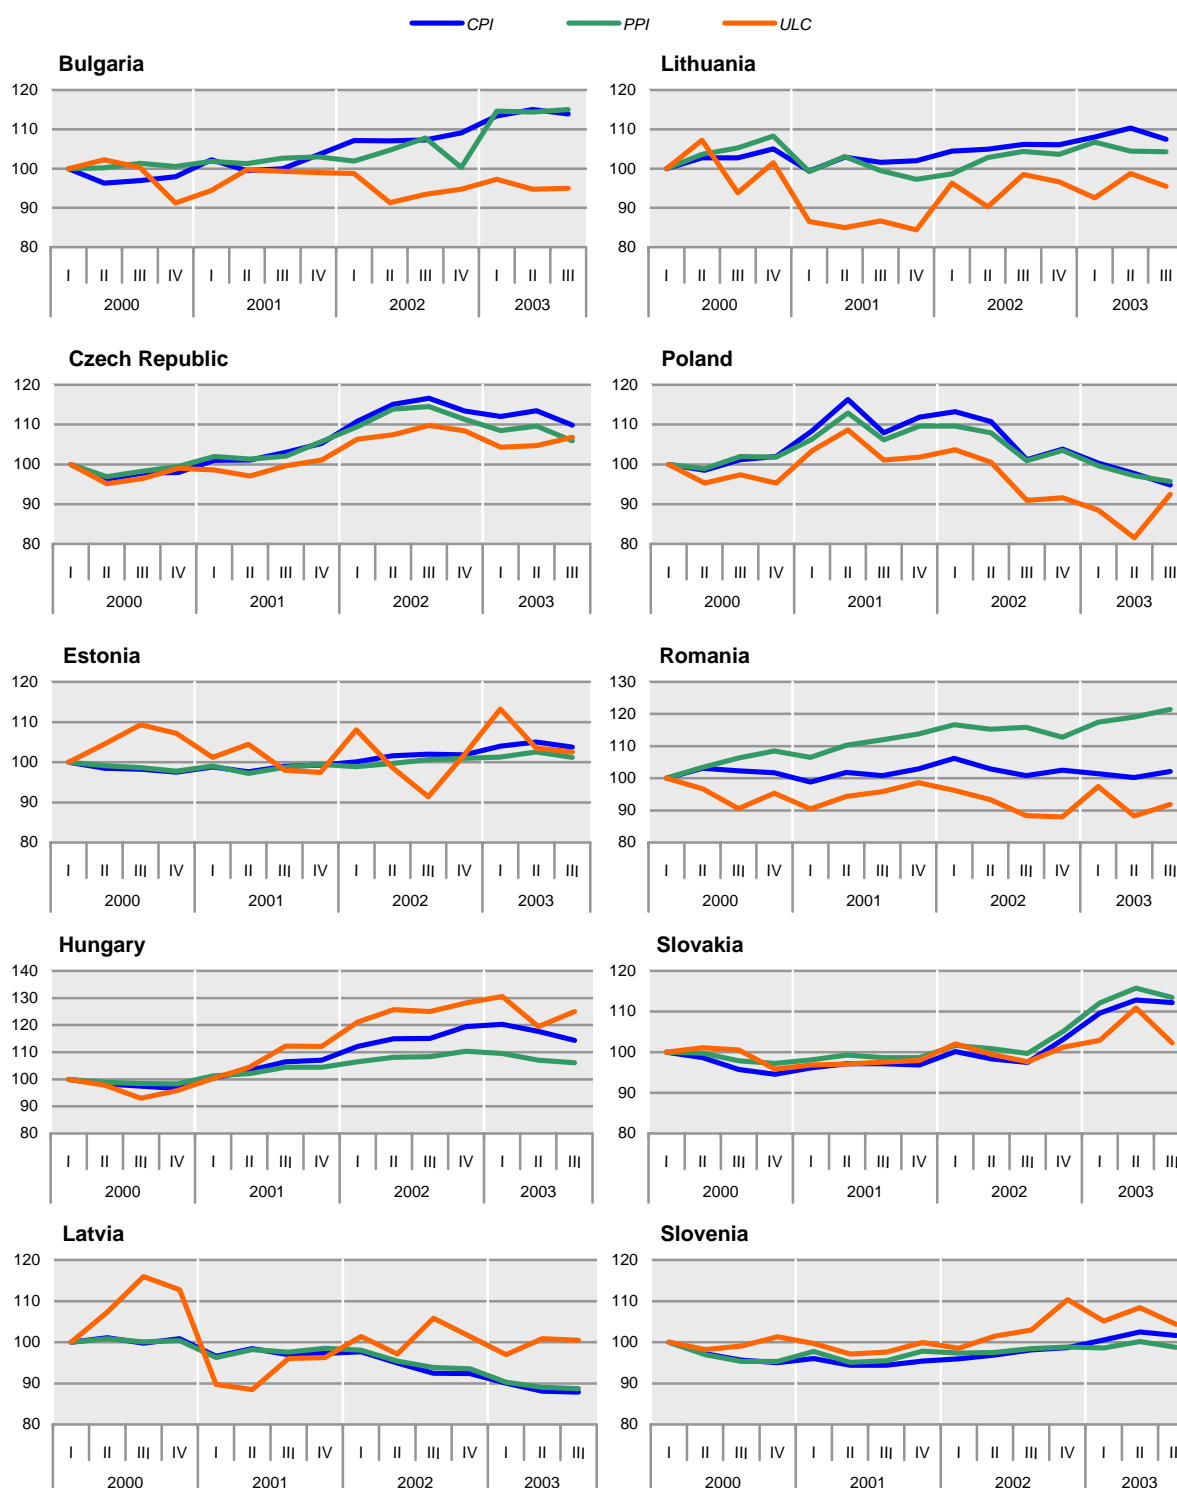 CPI PPI ULC
Bulgaria Lithuania
120 120
110 110
100 100
90 90
80 80
I II III IV I II III IV I II III IV I II III I II III IV I II III IV I II III IV I II III
2000 2001 2002 2003 2000 2001 2002 2003
Czech Republic Poland
120 120
110 110
100 100
90 90
80 80
I II III IV I II III IV I II III IV I II III I II III IV I II III IV I II III IV I II III
2000 2001 2002 2003 2000 2001 2002 2003
Estonia Romania
120 130
110 120
100 110
90 100
80 90
80
I II III IV I II III IV I II III IV I II III I II III IV I II III IV I II III IV I II III
2000 2001 2002 2003 2000 2001 2002 2003
Hungary Slovakia
140 120
130 110
120 100
110 90
100 80
90
80
I II III IV I II III IV I II III IV I II III I II III IV I II III IV I II III IV I II III
2000 2001 2002 2003 2000 2001 2002 2003
Latvia Slovenia
120 120
110 110
100 100
90 90
80 80
I II III IV I II III IV I II III IV I II III I II III IV I II III IV I II III IV I II II
2000 2001 2002 2003 2000 2001 2002 2003